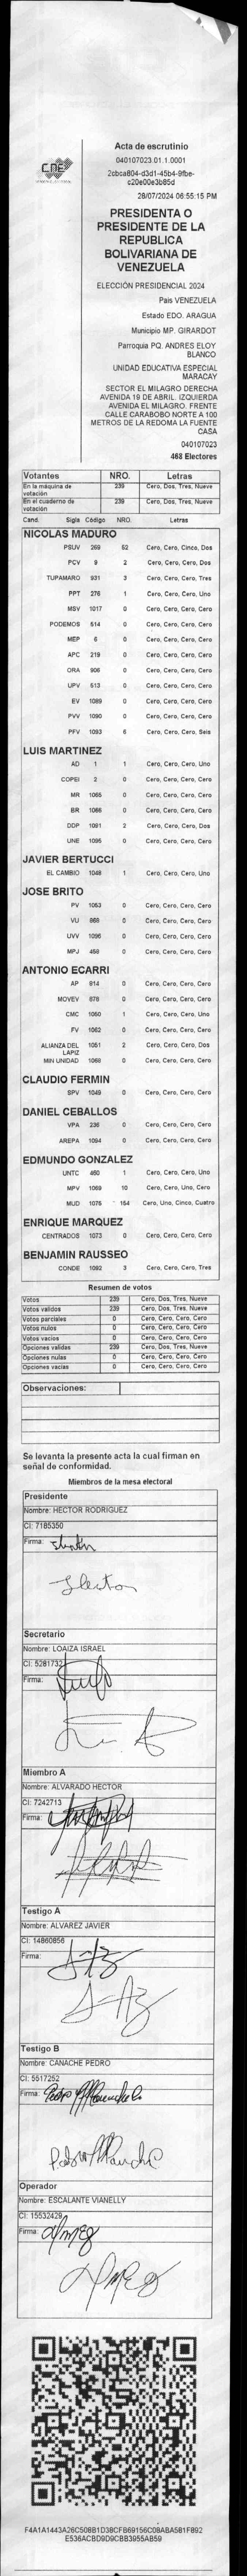 CNE
Acta de escrutinio
040107023.01.1.0001
2cbca804-d3d1-45b4-9fbe-
c20e00e3b85d
28/07/2024 06:55:15 PM
PRESIDENTA O
PRESIDENTE DE LA
REPUBLICA
BOLIVARIANA DE
VENEZUELA
ELECCIÓN PRESIDENCIAL 2024
Pais VENEZUELA
Estado EDO. ARAGUA
Municipio MP. GIRARDOT
Parroquia PQ. ANDRES ELOY
BLANCO
UNIDAD EDUCATIVA ESPECIAL
MARACAY
SECTOR EL MILAGRO DERECHA
AVENIDA 19 DE ABRIL. IZQUIERDA
AVENIDA EL MILAGRO. FRENTE
CALLE CARABOBO NORTE A 100
METROS DE LA REDOMA LA FUENTE
CASA
040107023
468 Electores
Votantes NRO. Letras
En la máquina de votación 239 Cero, Dos, Tres, Nueve
En el cuaderno de votación 239 Cero, Dos, Tres, Nueve
Cand. Sigla Código NRO. Letras
NICOLAS MADURO
PSUV 269 52 Cero, Cero, Cinco, Dos
PCV 9 2 Cero, Cero, Cero, Dos
TUPAMARO 931 3 Cero, Cero, Cero, Tres
PPT 276 1 Cero, Cero, Cero, Uno
MSV 1017 0 Cero, Cero, Cero, Cero
PODEMOS 514 0 Cero, Cero, Cero, Cero
MEP 6 0 Cero, Cero, Cero, Cero
APC 219 0 Cero, Cero, Cero, Cero
ORA 906 0 Cero, Cero, Cero, Cero
UPV 513 0 Cero, Cero, Cero, Cero
EV 1089 0 Cero, Cero, Cero, Cero
PVV 1090 0 Cero, Cero, Cero, Cero
PFV 1093 6 Cero, Cero, Cero, Seis
LUIS MARTINEZ
AD 1 1 Cero, Cero, Cero, Uno
COPEI 2 0 Cero, Cero, Cero, Cero
MR 1065 0 Cero, Cero, Cero, Cero
BR 1066 0 Cero, Cero, Cero, Cero
DDP 1091 2 Cero, Cero, Cero, Dos
UNE 1095 0 Cero, Cero, Cero, Cero
JAVIER BERTUCCI
EL CAMBIO 1048 1 Cero, Cero, Cero, Uno
JOSE BRITO
PV 1053 0 Cero, Cero, Cero, Cero
VU 868 0 Cero, Cero, Cero, Cero
UVV 1096 0 Cero, Cero, Cero, Cero
MPJ 458 0 Cero, Cero, Cero, Cero
ANTONIO ECARRI
AP 814 0 Cero, Cero, Cero, Cero
MOVEV 678 0 Cero, Cero, Cero, Cero
CMC 1050 1 Cero, Cero, Cero, Uno
FV 1062 0 Cero, Cero, Cero, Cero
ALIANZA DEL LAPIZ 1051 2 Cero, Cero, Cero, Dos
MIN UNIDAD 1068 0 Cero, Cero, Cero, Cero
CLAUDIO FERMIN
SPV 1049 0 Cero, Cero, Cero, Cero
DANIEL CEBALLOS
VPA 236 0 Cero, Cero, Cero, Cero
AREPA 1094 0 Cero, Cero, Cero, Cero
EDMUNDO GONZALEZ
UNTC 460 1 Cero, Cero, Cero, Uno
MPV 1069 10 Cero, Cero, Uno, Cero
MUD 1075 154 Cero, Uno, Cinco, Cuatro
ENRIQUE MARQUEZ
CENTRADOS 1073 0 Cero, Cero, Cero, Cero
BENJAMIN RAUSSEO
CONDE 1092 3 Cero, Cero, Cero, Tres
Resumen de votos
Votos 239 Cero, Dos, Tres, Nueve
Votos validos 239 Cero, Dos, Tres, Nueve
Votos parciales 0 Cero, Cero, Cero, Cero
Votos nulos 0 Cero, Cero, Cero, Cero
Votos vacios 0 Cero, Cero, Cero, Cero
Opciones validas 239 Cero, Dos, Tres, Nueve
Opciones nulas 0 Cero, Cero, Cero, Cero
Opciones vacias 0 Cero, Cero, Cero, Cero
Observaciones:
Se levanta la presente acta la cual firman en
señal de conformidad.
Miembros de la mesa electoral
Presidente
Nombre: HECTOR RODRIGUEZ
CI: 7185350
Firma:
Hector
Secretario
Nombre: LOAIZA ISRAEL
CI: 5281732
Firma:
Miembro A
Nombre: ALVARADO HECTOR
CI: 7242713
Firma:
Testigo A
Nombre: ALVAREZ JAVIER
CI: 14860856
Firma:
Testigo B
Nombre: CANACHE PEDRO
CI: 5517252
Firma: Pedro
Pedro
Operador
Nombre: ESCALANTE VIANELLY
CI: 15532429
Firma:
F4A1A1443A26C508B1D38CFB69156C08ABA581F892
E536ACBD9D9CBB3955AB59